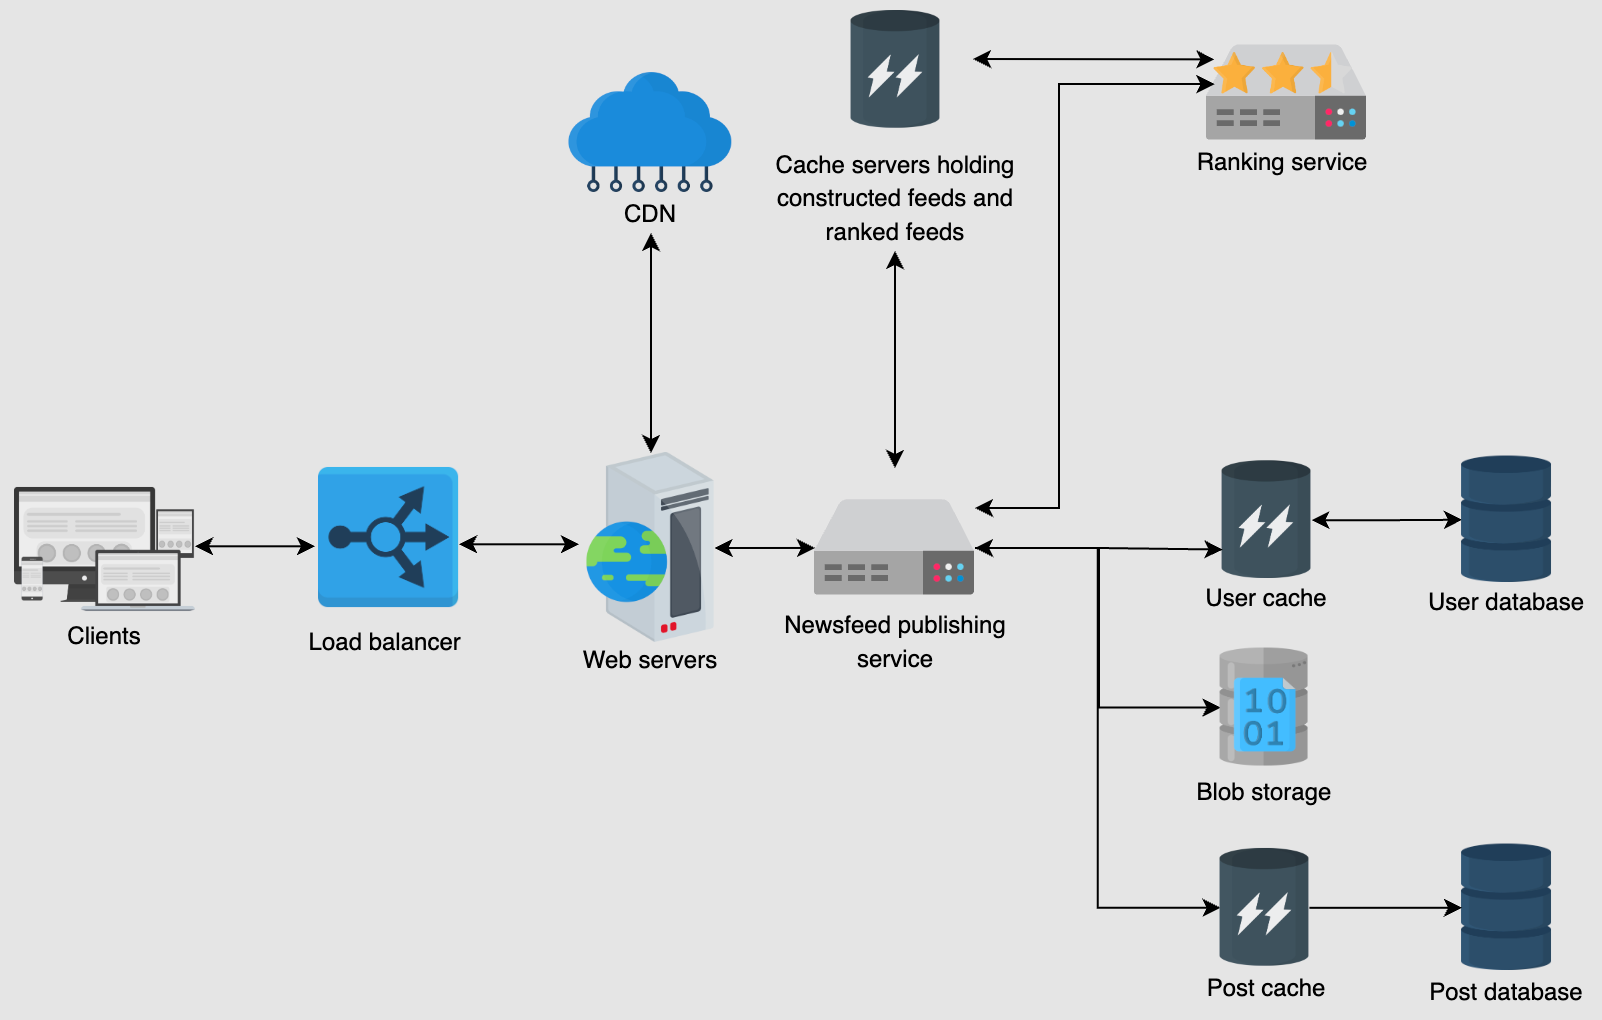 CDN
Cache servers holding
constructed feeds and
ranked feeds
Ranking service
Clients
Load balancer
Web servers
Newsfeed publishing
service
User cache
User database
10
01
Blob storage
Post cache
Post database